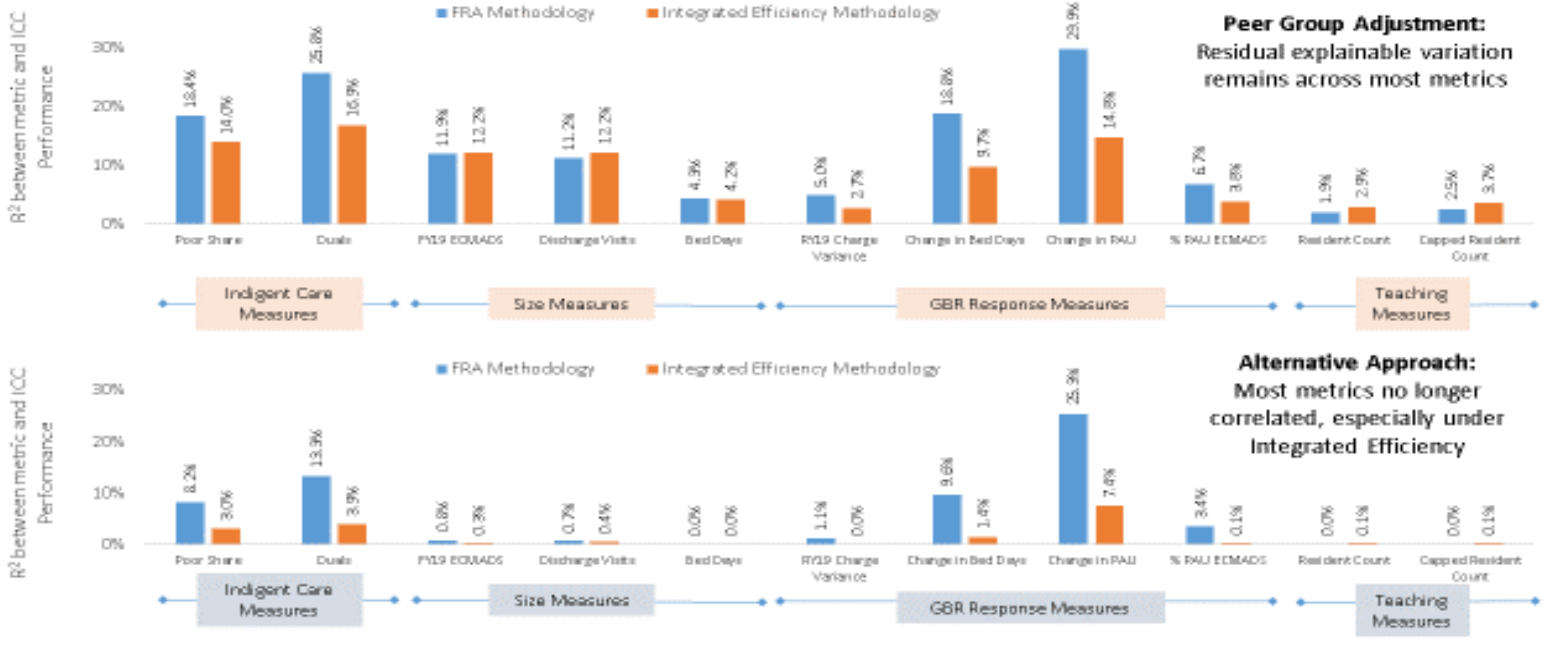 FRA Methodology
Integrated Efficiency Methodology
Peer Group Adjustment:
Residual explainable variation
remains across most metrics
R² between metric and ICC
Performance
30%
20%
10%
0%
18.4%
14.0%
25.8%
16.9%
11.9%
12.2%
11.2%
12.2%
4.3%
4.2%
5.0%
2.7%
18.8%
9.7%
29.9%
14.8%
6.7%
3.8%
1.9%
2.9%
2.5%
3.7%
Poor Share
Duals
FY19 ECMADS
Discharge Visits
Bed Days
RY19 Charge
Variance
Change in Bed Days
Change in PAU
% PAU ECMADS
Resident Count
Capped Resident
Count
Indigent Care
Measures
Size Measures
GBR Response Measures
Teaching
Measures
FRA Methodology
Integrated Efficiency Methodology
Alternative Approach:
Most metrics no longer
correlated, especially under
Integrated Efficiency
R² between metric and ICC
Performance
30%
20%
10%
0%
8.2%
3.0%
13.3%
3.9%
0.8%
0.3%
0.7%
0.4%
0.0%
0.0%
1.1%
0.0%
9.6%
1.4%
25.3%
7.4%
3.4%
0.1%
0.0%
0.1%
0.0%
0.1%
Poor Share
Duals
FY19 ECMADS
Discharge Visits
Bed Days
RY19 Charge
Variance
Change in Bed Days
Change in PAU
% PAU ECMADS
Resident Count
Capped Resident
Count
Indigent Care
Measures
Size Measures
GBR Response Measures
Teaching
Measures